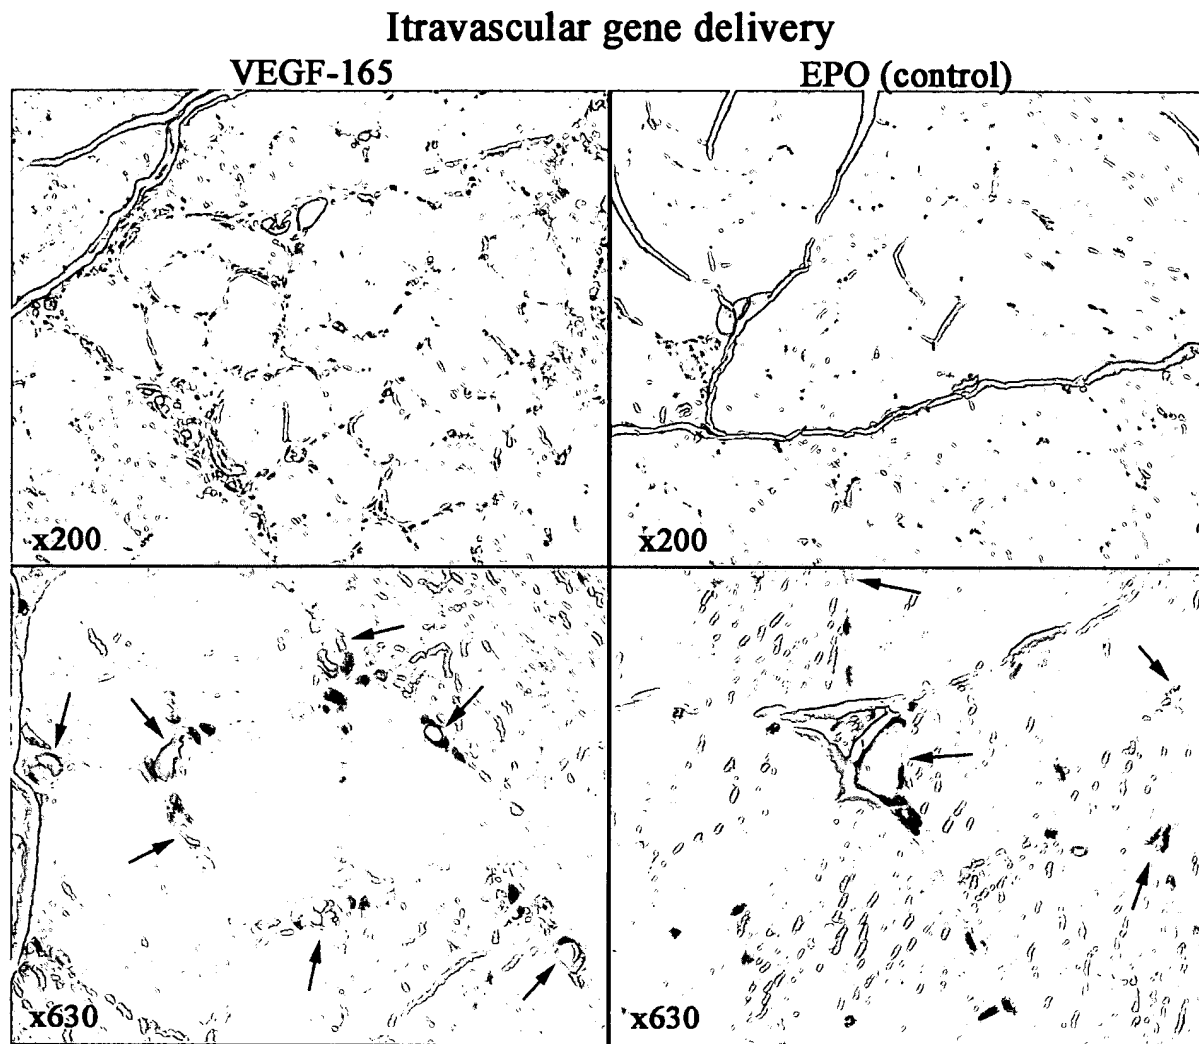 Itravascular gene delivery
VEGF-165
EPO (control)
x200
x200
x630
x630